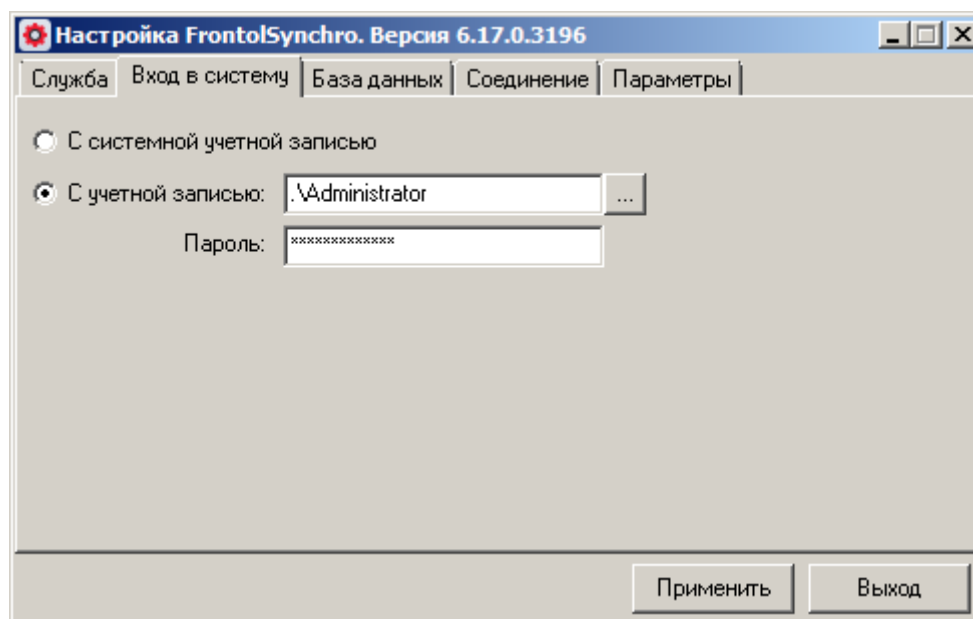 Настройка FrontolSynchro. Версия 6.17.0.3196
Служба Вход в систему База данных Соединение Параметры
С системной учетной записью
С учетной записью: .\Administrator ...
Пароль: *************
Применить Выход